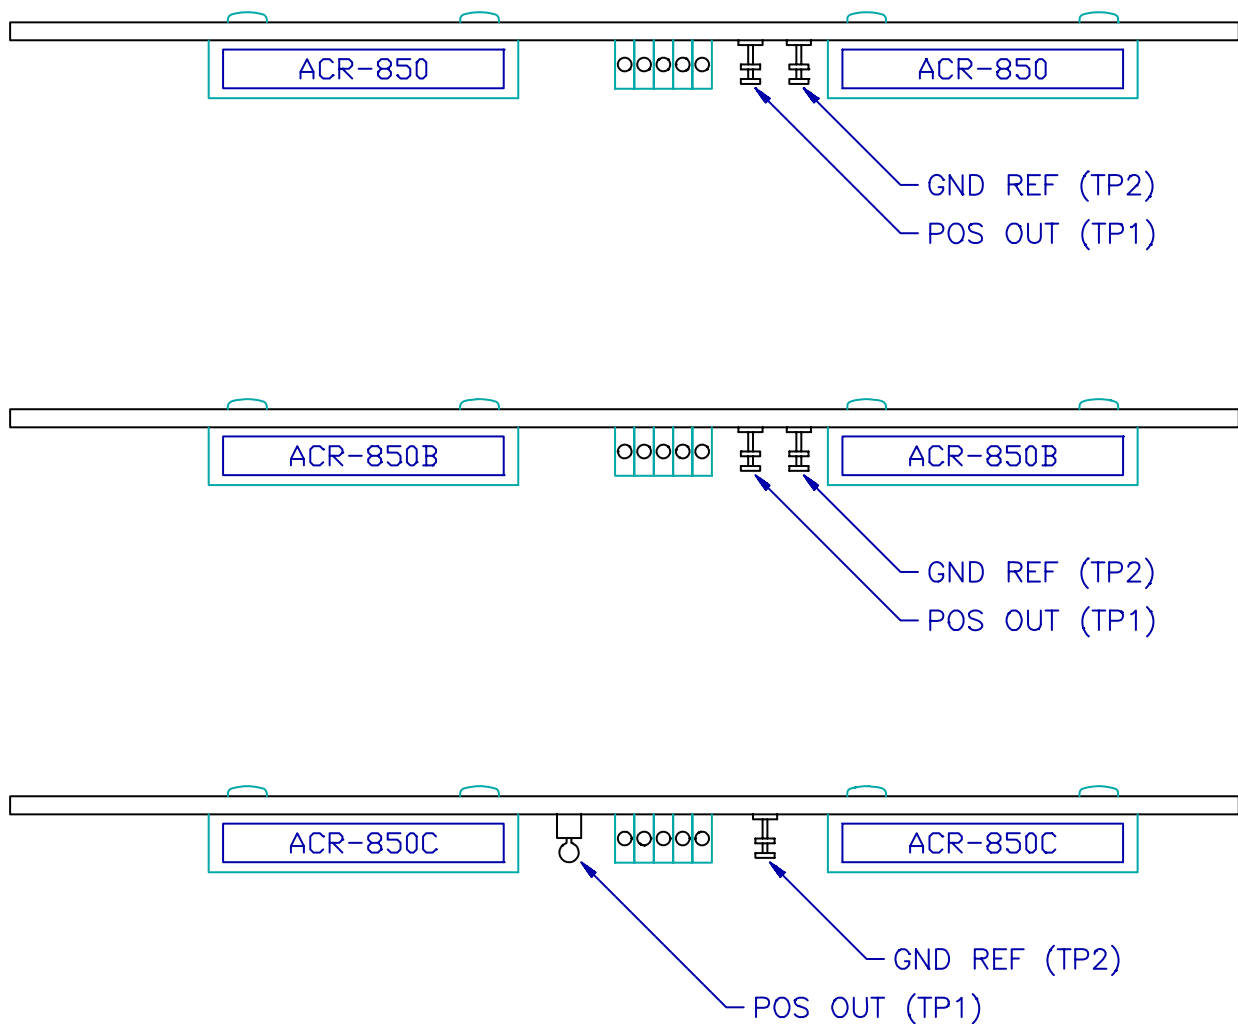 ACR-850
ACR-850
GND REF (TP2)
POS OUT (TP1)
ACR-850B
ACR-850B
GND REF (TP2)
POS OUT (TP1)
ACR-850C
ACR-850C
GND REF (TP2)
POS OUT (TP1)